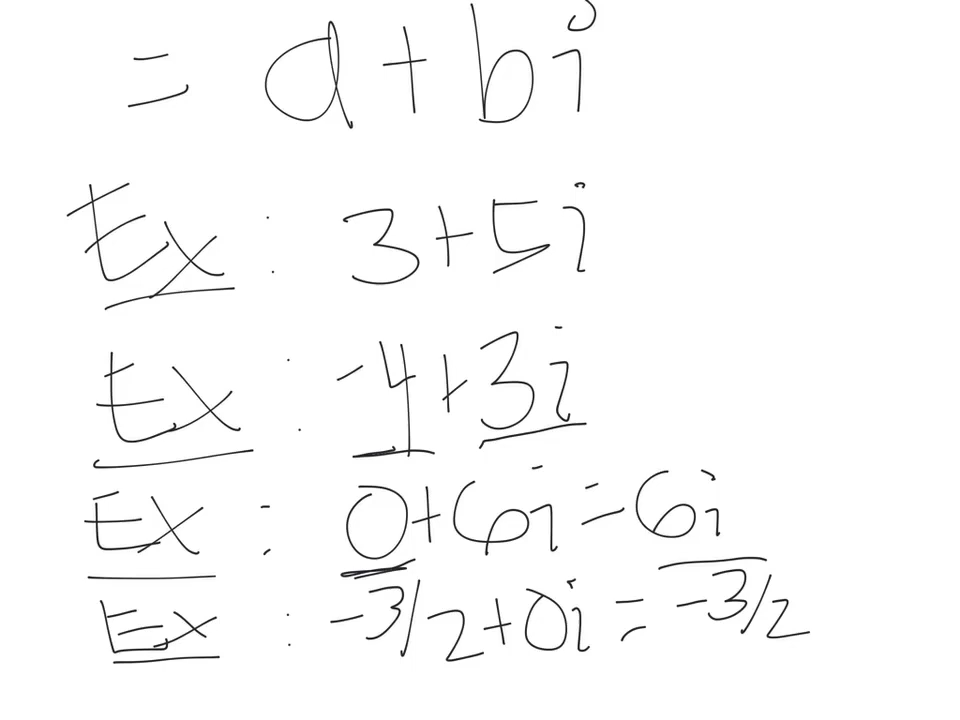 = a + bi
Ex : 3 + 5i
Ex : -4 + 3i
Ex : 0 + 6i = 6i
Ex : -3/2 + 0i = -3/2